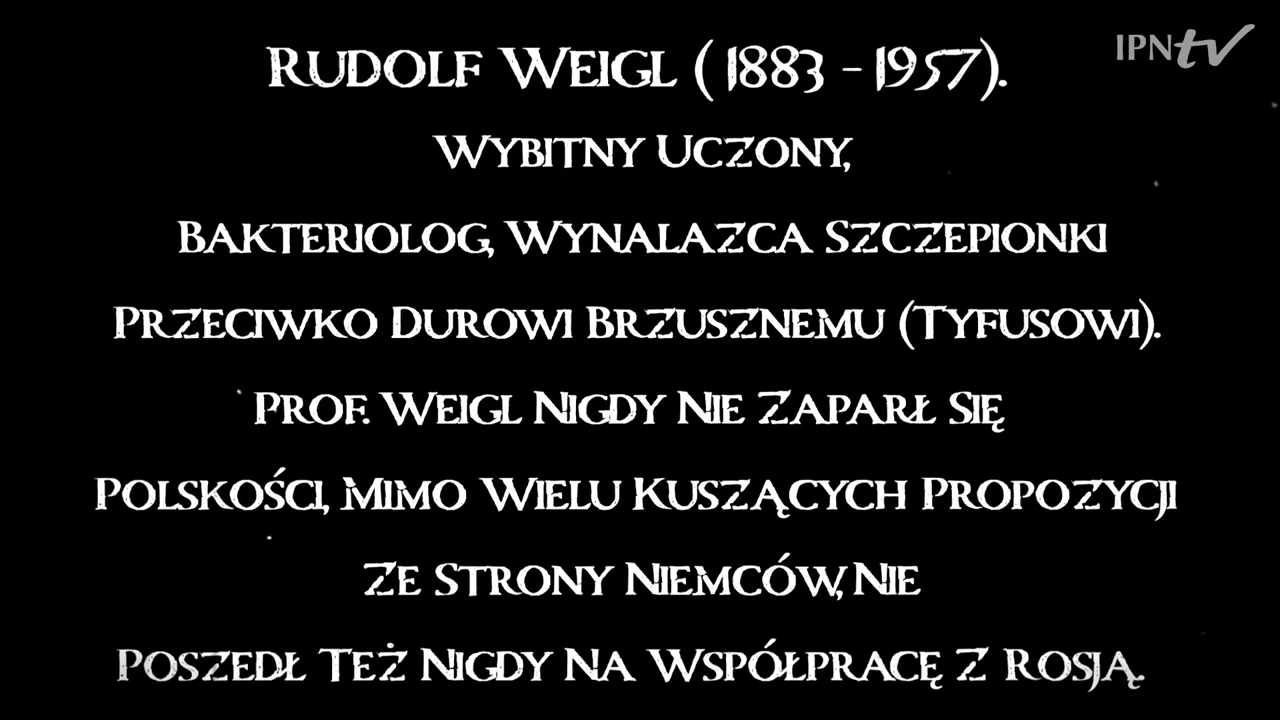 IPNtv
Rudolf Weigl (1883 - 1957).
Wybitny Uczony,
Bakteriolog, Wynalazca Szczepionki
Przeciwko Durowi Brzusznemu (Tyfusowi).
Prof. Weigl Nigdy Nie Zaparł Się
Polskości, Mimo Wielu Kuszących Propozycji
Ze Strony Niemców, Nie
Poszedł Też Nigdy Na Współpracę Z Rosją.